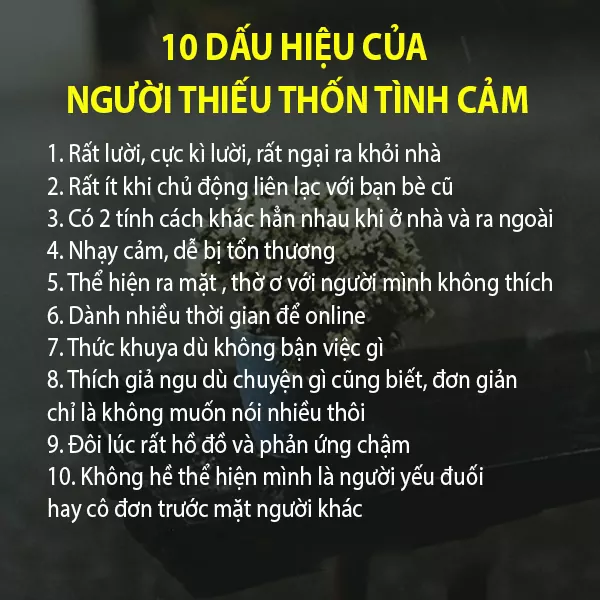 10 DẤU HIỆU CỦA
NGƯỜI THIẾU THỐN TÌNH CẢM
1. Rất lười, cực kì lười, rất ngại ra khỏi nhà
2. Rất ít khi chủ động liên lạc với bạn bè cũ
3. Có 2 tính cách khác hẳn nhau khi ở nhà và ra ngoài
4. Nhạy cảm, dễ bị tổn thương
5. Thể hiện ra mặt , thờ ơ với người mình không thích
6. Dành nhiều thời gian để online
7. Thức khuya dù không bận việc gì
8. Thích giả ngu dù chuyện gì cũng biết, đơn giản
chỉ là không muốn nói nhiều thôi
9. Đôi lúc rất hồ đồ và phản ứng chậm
10. Không hề thể hiện mình là người yếu đuối
hay cô đơn trước mặt người khác